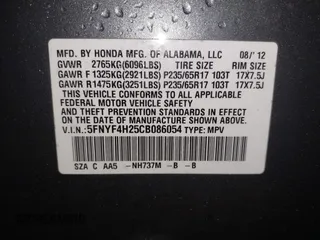 MFD. BY HONDA MFG. OF ALABAMA, LLC 08/'12
GVWR 2765KG(6096LBS) TIRE SIZE RIM SIZE
GAWR F 1325KG(2921LBS) P235/65R17 103T 17X7.5J
GAWR R1475KG(3251LBS) P235/65R17 103T 17X7.5J
THIS VEHICLE CONFORMS TO ALL APPLICABLE
FEDERAL MOTOR VEHICLE SAFETY
AND THEFT PREVENTION STANDARDS IN EFFECT
ON THE DATE OF MANUFACTURE SHOWN ABOVE.
V.I.N.: 5FNYF4H25CB086054 TYPE: MPV
SZA C AA5 -NH737M -B -B